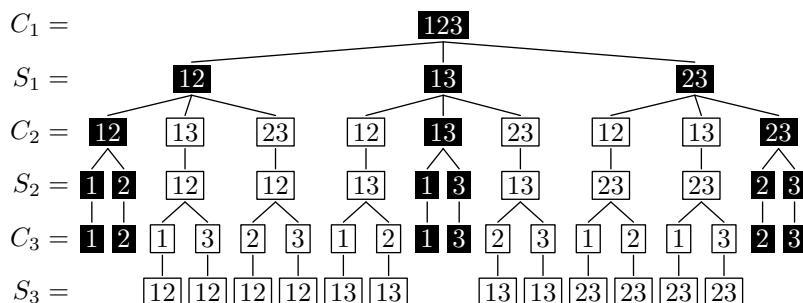 C₁ = 123
S₁ = 12 13 23
C₂ = 12 13 23 12 13 23 12 13 23
S₂ = 1 2 12 12 13 1 3 13 23 23 2 3
C₃ = 1 2 1 3 2 3 1 2 1 3 2 3 1 2 1 3 2 3
S₃ = 12 12 12 12 13 13 13 13 23 23 23 23